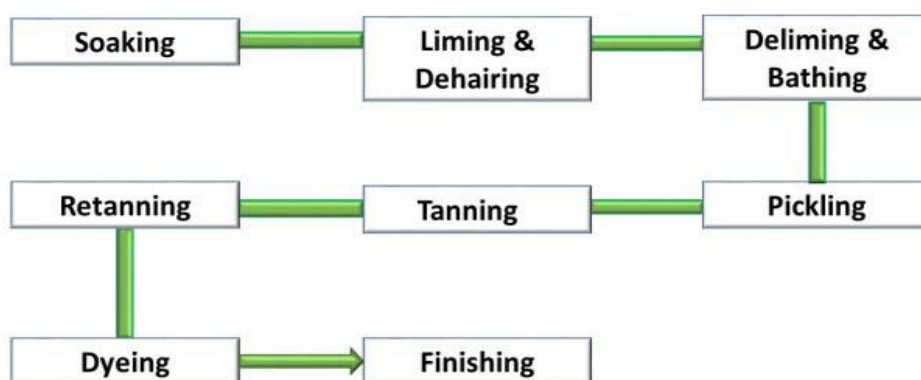 Soaking
Liming &
Dehairing
Deliming &
Bathing
Retanning
Tanning
Pickling
Dyeing
Finishing